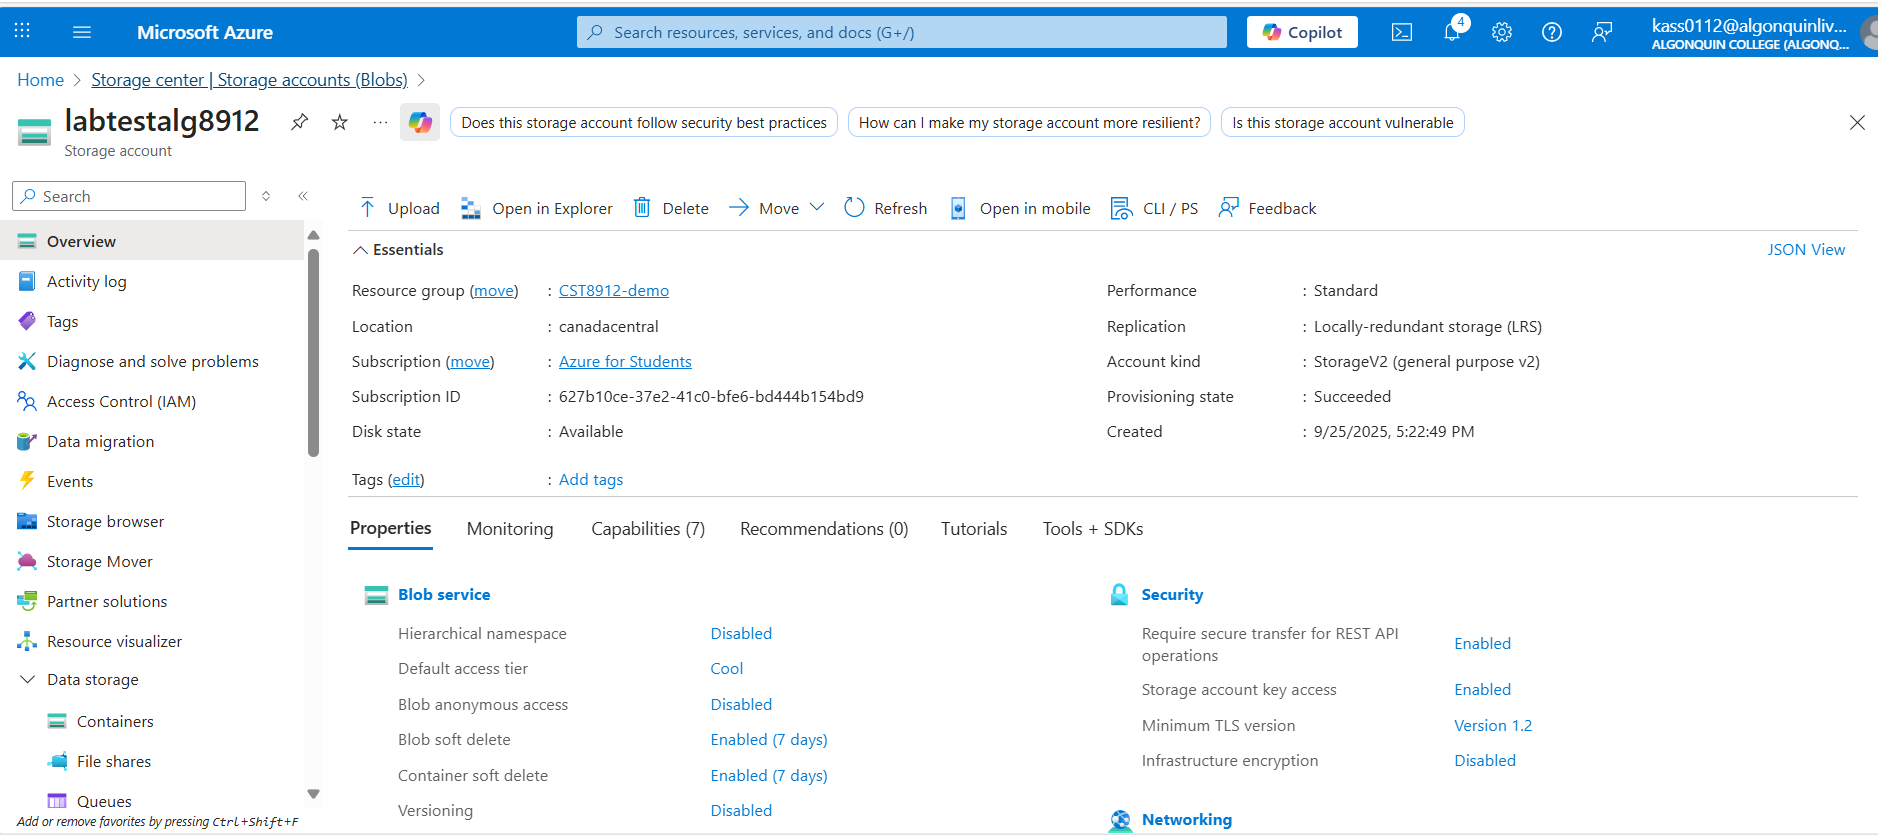 Microsoft Azure
Search resources, services, and docs (G+/)
Copilot
4
kass0112@algonquinliv...
ALGONQUIN COLLEGE (ALGONQ...
Home > Storage center | Storage accounts (Blobs) >
labtestalg8912
Storage account
Does this storage account follow security best practices
How can I make my storage account more resilient?
Is this storage account vulnerable
Search
Overview
Activity log
Tags
Diagnose and solve problems
Access Control (IAM)
Data migration
Events
Storage browser
Storage Mover
Partner solutions
Resource visualizer
Data storage
Containers
File shares
Queues
Add or remove favorites by pressing Ctrl+Shift+F
Upload Open in Explorer Delete Move Refresh Open in mobile CLI / PS Feedback
Essentials
JSON View
Resource group (move) : CST8912-demo
Location : canadacentral
Subscription (move) : Azure for Students
Subscription ID : 627b10ce-37e2-41c0-bfe6-bd444b154bd9
Disk state : Available
Performance : Standard
Replication : Locally-redundant storage (LRS)
Account kind : StorageV2 (general purpose v2)
Provisioning state : Succeeded
Created : 9/25/2025, 5:22:49 PM
Tags (edit) : Add tags
Properties Monitoring Capabilities (7) Recommendations (0) Tutorials Tools + SDKs
Blob service
Hierarchical namespace Disabled
Default access tier Cool
Blob anonymous access Disabled
Blob soft delete Enabled (7 days)
Container soft delete Enabled (7 days)
Versioning Disabled
Security
Require secure transfer for REST API
operations Enabled
Storage account key access Enabled
Minimum TLS version Version 1.2
Infrastructure encryption Disabled
Networking